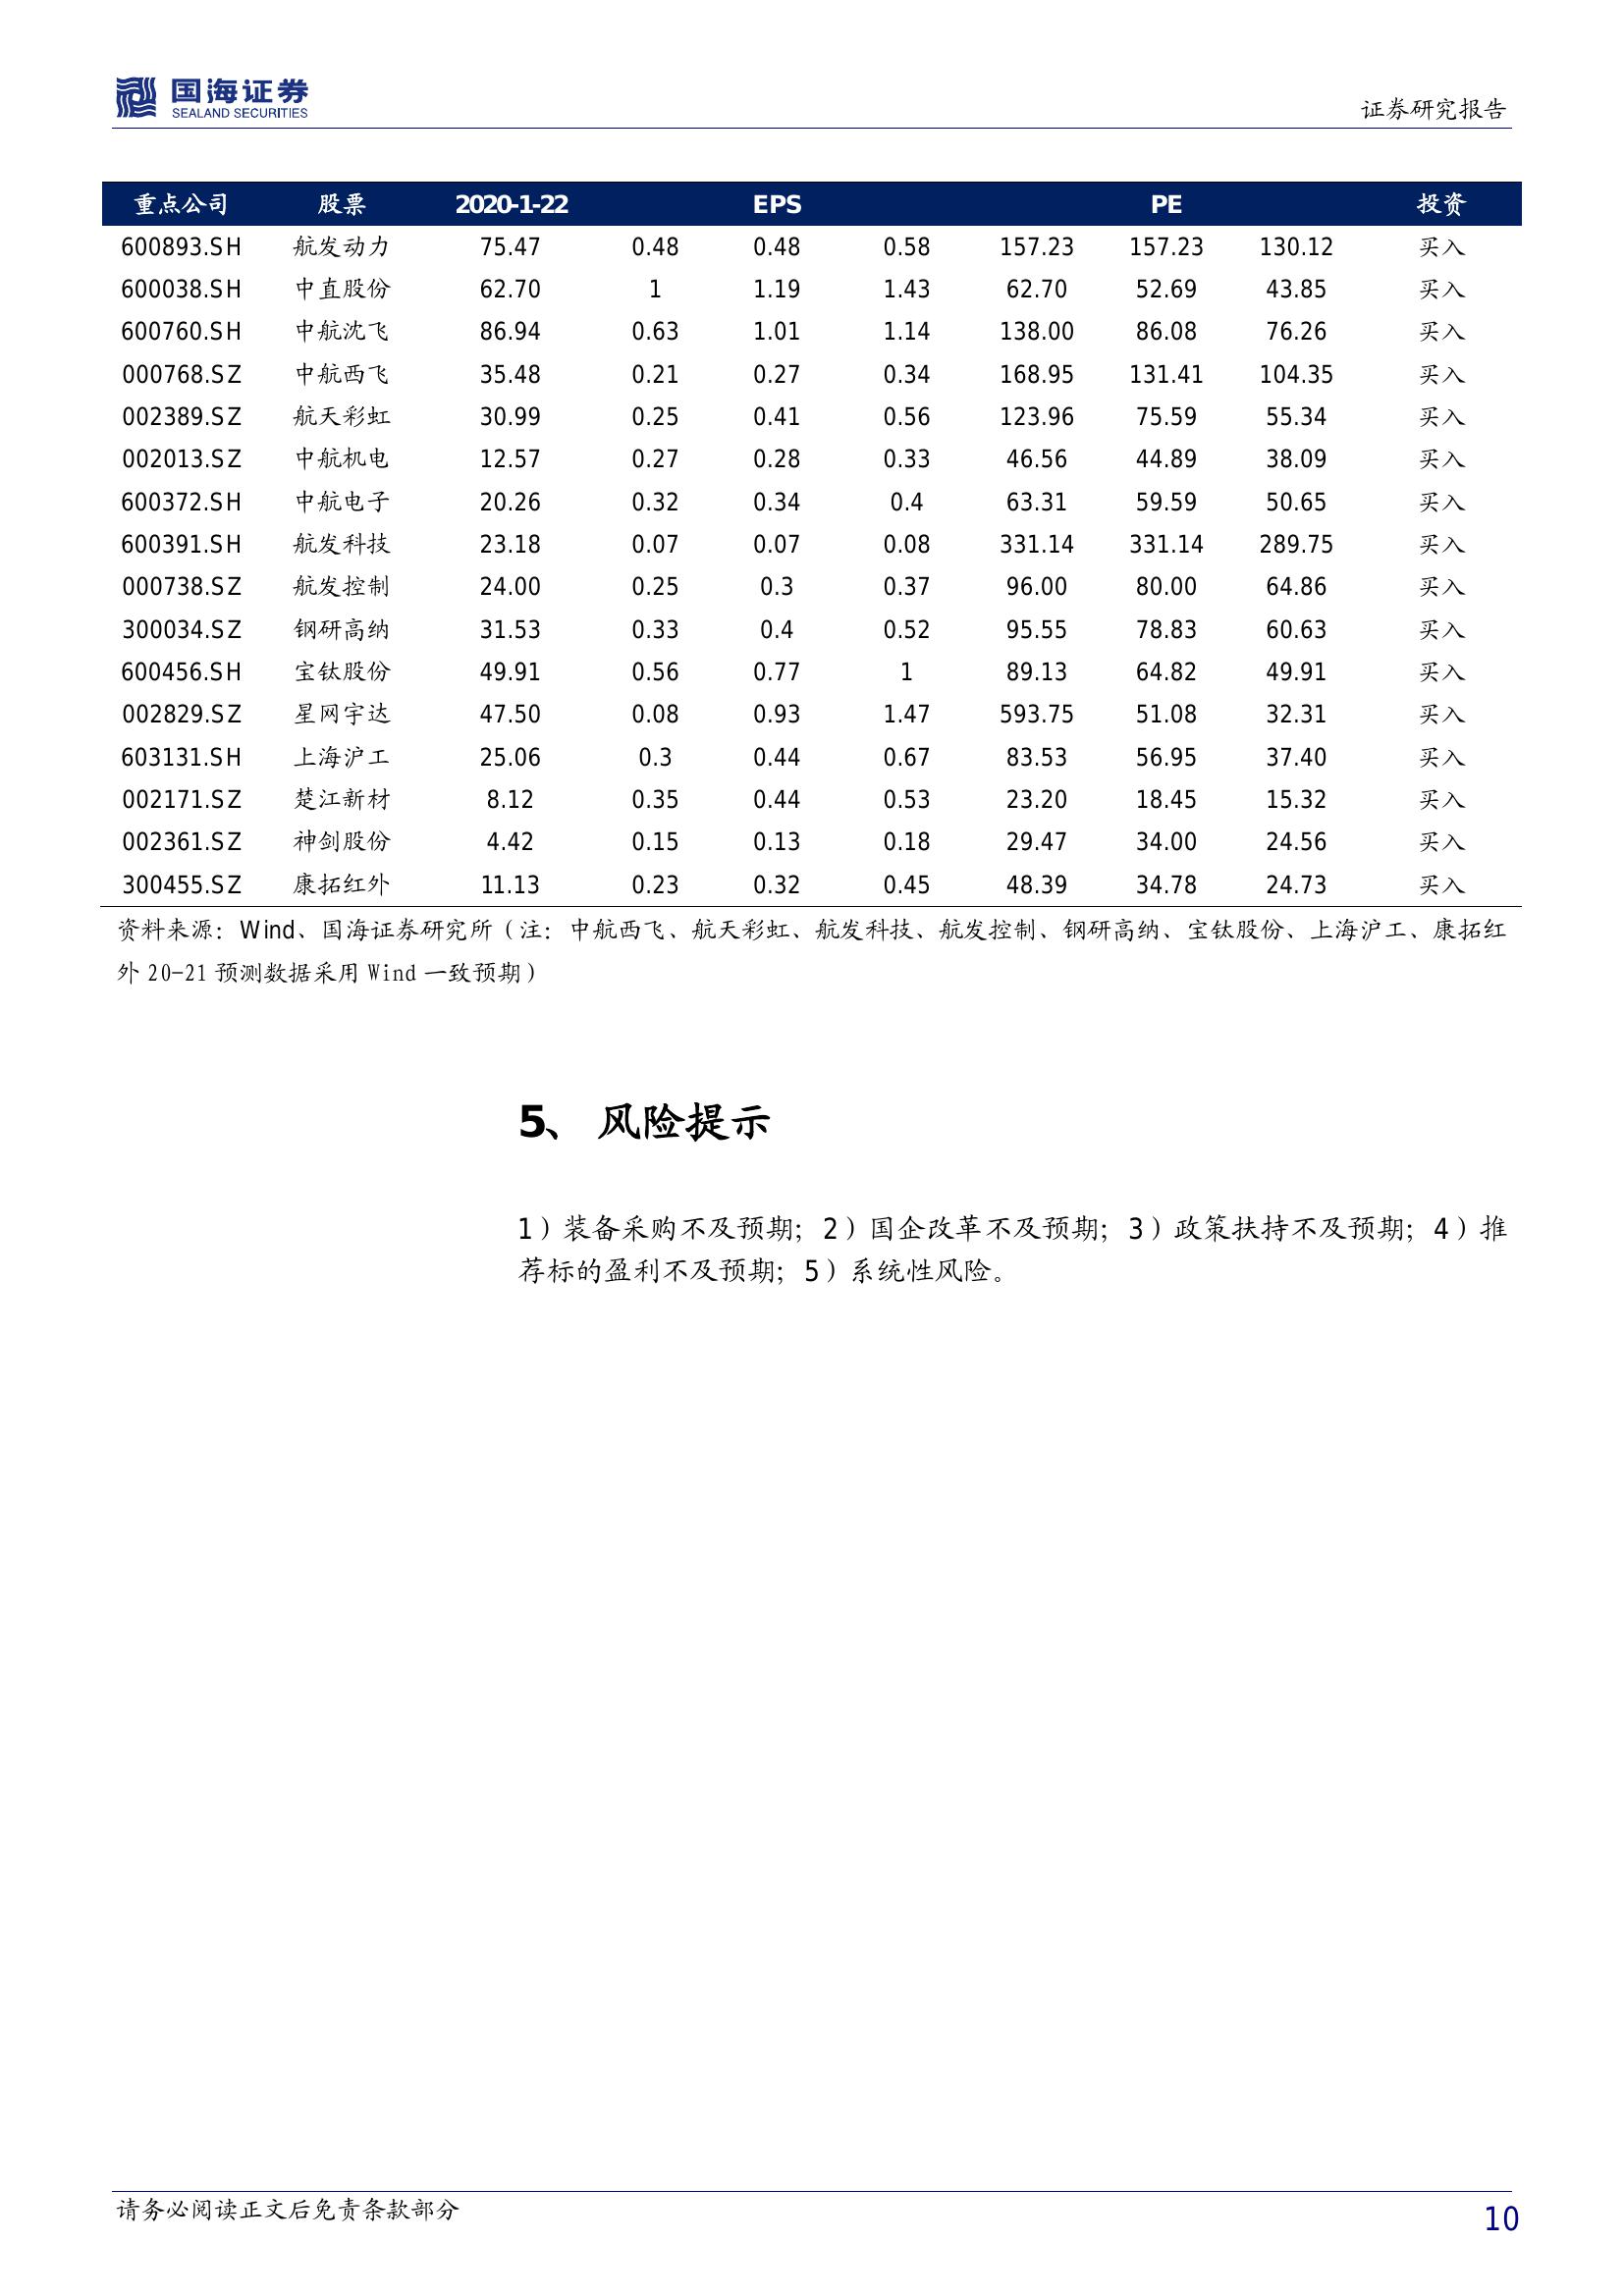 国海证券
SEALAND SECURITIES
证券研究报告
重点公司 股票 2020-1-22 EPS PE 投资
600893.SH 航发动力 75.47 0.48 0.48 0.58 157.23 157.23 130.12 买入
600038.SH 中直股份 62.70 1 1.19 1.43 62.70 52.69 43.85 买入
600760.SH 中航沈飞 86.94 0.63 1.01 1.14 138.00 86.08 76.26 买入
000768.SZ 中航西飞 35.48 0.21 0.27 0.34 168.95 131.41 104.35 买入
002389.SZ 航天彩虹 30.99 0.25 0.41 0.56 123.96 75.59 55.34 买入
002013.SZ 中航机电 12.57 0.27 0.28 0.33 46.56 44.89 38.09 买入
600372.SH 中航电子 20.26 0.32 0.34 0.4 63.31 59.59 50.65 买入
600391.SH 航发科技 23.18 0.07 0.07 0.08 331.14 331.14 289.75 买入
000738.SZ 航发控制 24.00 0.25 0.3 0.37 96.00 80.00 64.86 买入
300034.SZ 钢研高纳 31.53 0.33 0.4 0.52 95.55 78.83 60.63 买入
600456.SH 宝钛股份 49.91 0.56 0.77 1 89.13 64.82 49.91 买入
002829.SZ 星网宇达 47.50 0.08 0.93 1.47 593.75 51.08 32.31 买入
603131.SH 上海沪工 25.06 0.3 0.44 0.67 83.53 56.95 37.40 买入
002171.SZ 楚江新材 8.12 0.35 0.44 0.53 23.20 18.45 15.32 买入
002361.SZ 神剑股份 4.42 0.15 0.13 0.18 29.47 34.00 24.56 买入
300455.SZ 康拓红外 11.13 0.23 0.32 0.45 48.39 34.78 24.73 买入
资料来源：Wind、国海证券研究所（注：中航西飞、航天彩虹、航发科技、航发控制、钢研高纳、宝钛股份、上海沪工、康拓红
外 20-21 预测数据采用 Wind 一致预期）
5、 风险提示
1）装备采购不及预期；2）国企改革不及预期；3）政策扶持不及预期；4）推
荐标的盈利不及预期；5）系统性风险。
请务必阅读正文后免责条款部分
10